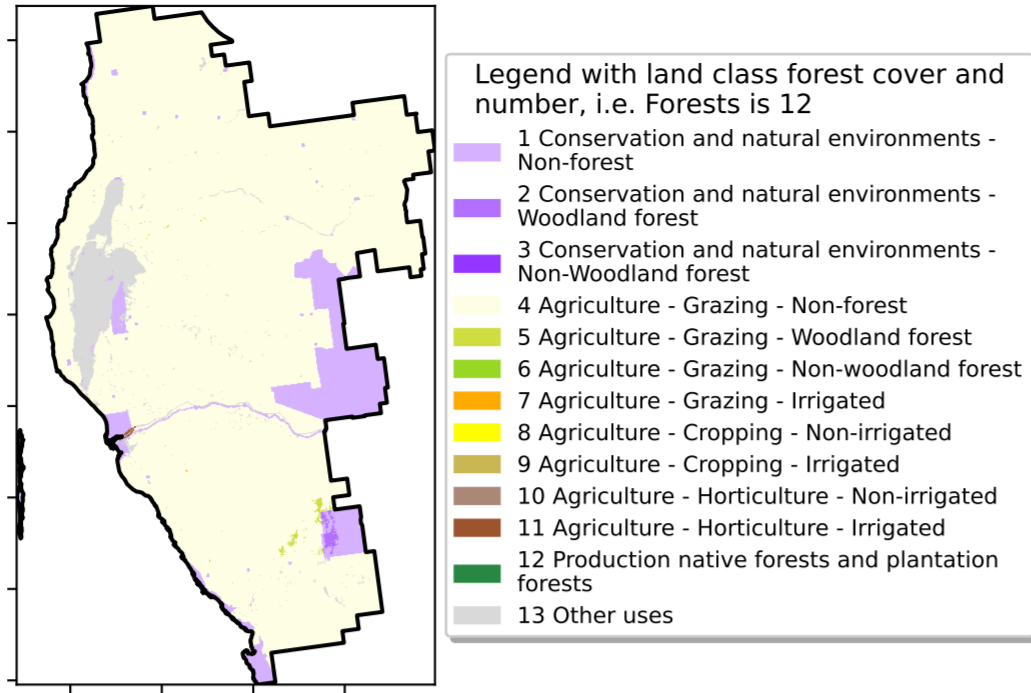 Legend with land class forest cover and
number, i.e. Forests is 12
1 Conservation and natural environments -
Non-forest
2 Conservation and natural environments -
Woodland forest
3 Conservation and natural environments -
Non-Woodland forest
4 Agriculture - Grazing - Non-forest
5 Agriculture - Grazing - Woodland forest
6 Agriculture - Grazing - Non-woodland forest
7 Agriculture - Grazing - Irrigated
8 Agriculture - Cropping - Non-irrigated
9 Agriculture - Cropping - Irrigated
10 Agriculture - Horticulture - Non-irrigated
11 Agriculture - Horticulture - Irrigated
12 Production native forests and plantation
forests
13 Other uses